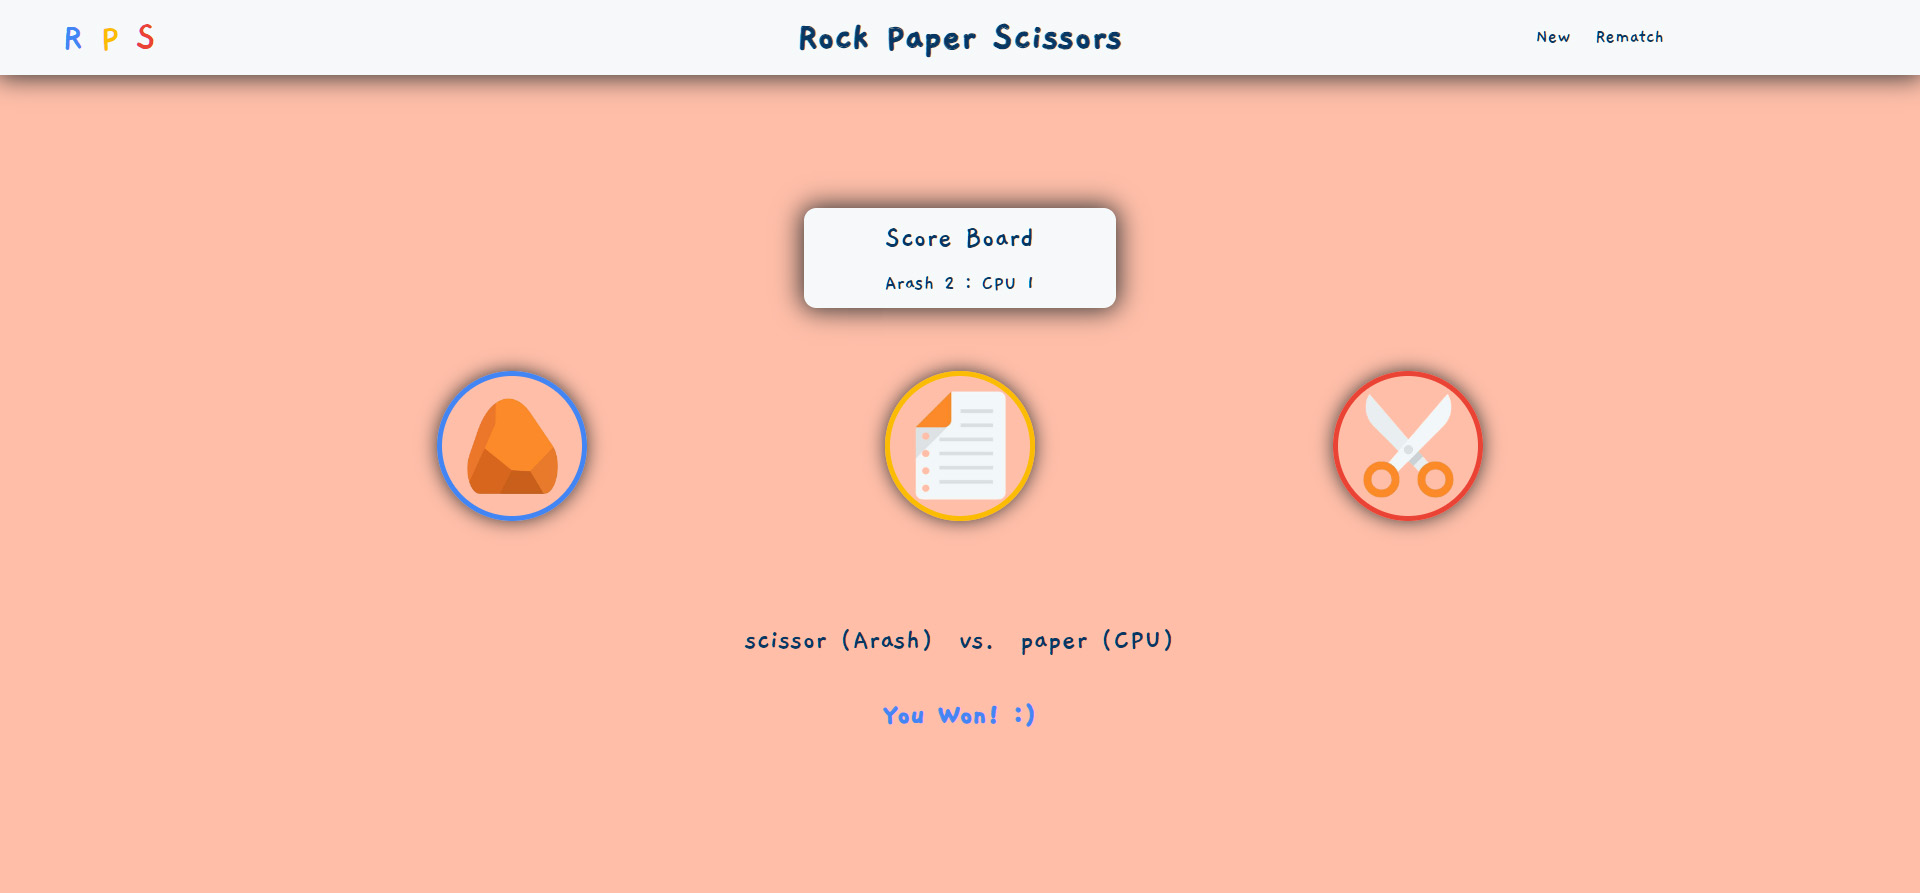 R P S
Rock Paper Scissors
New Rematch
Score Board
Arash 2 : CPU 1
scissor (Arash) vs. paper (CPU)
You Won! :)